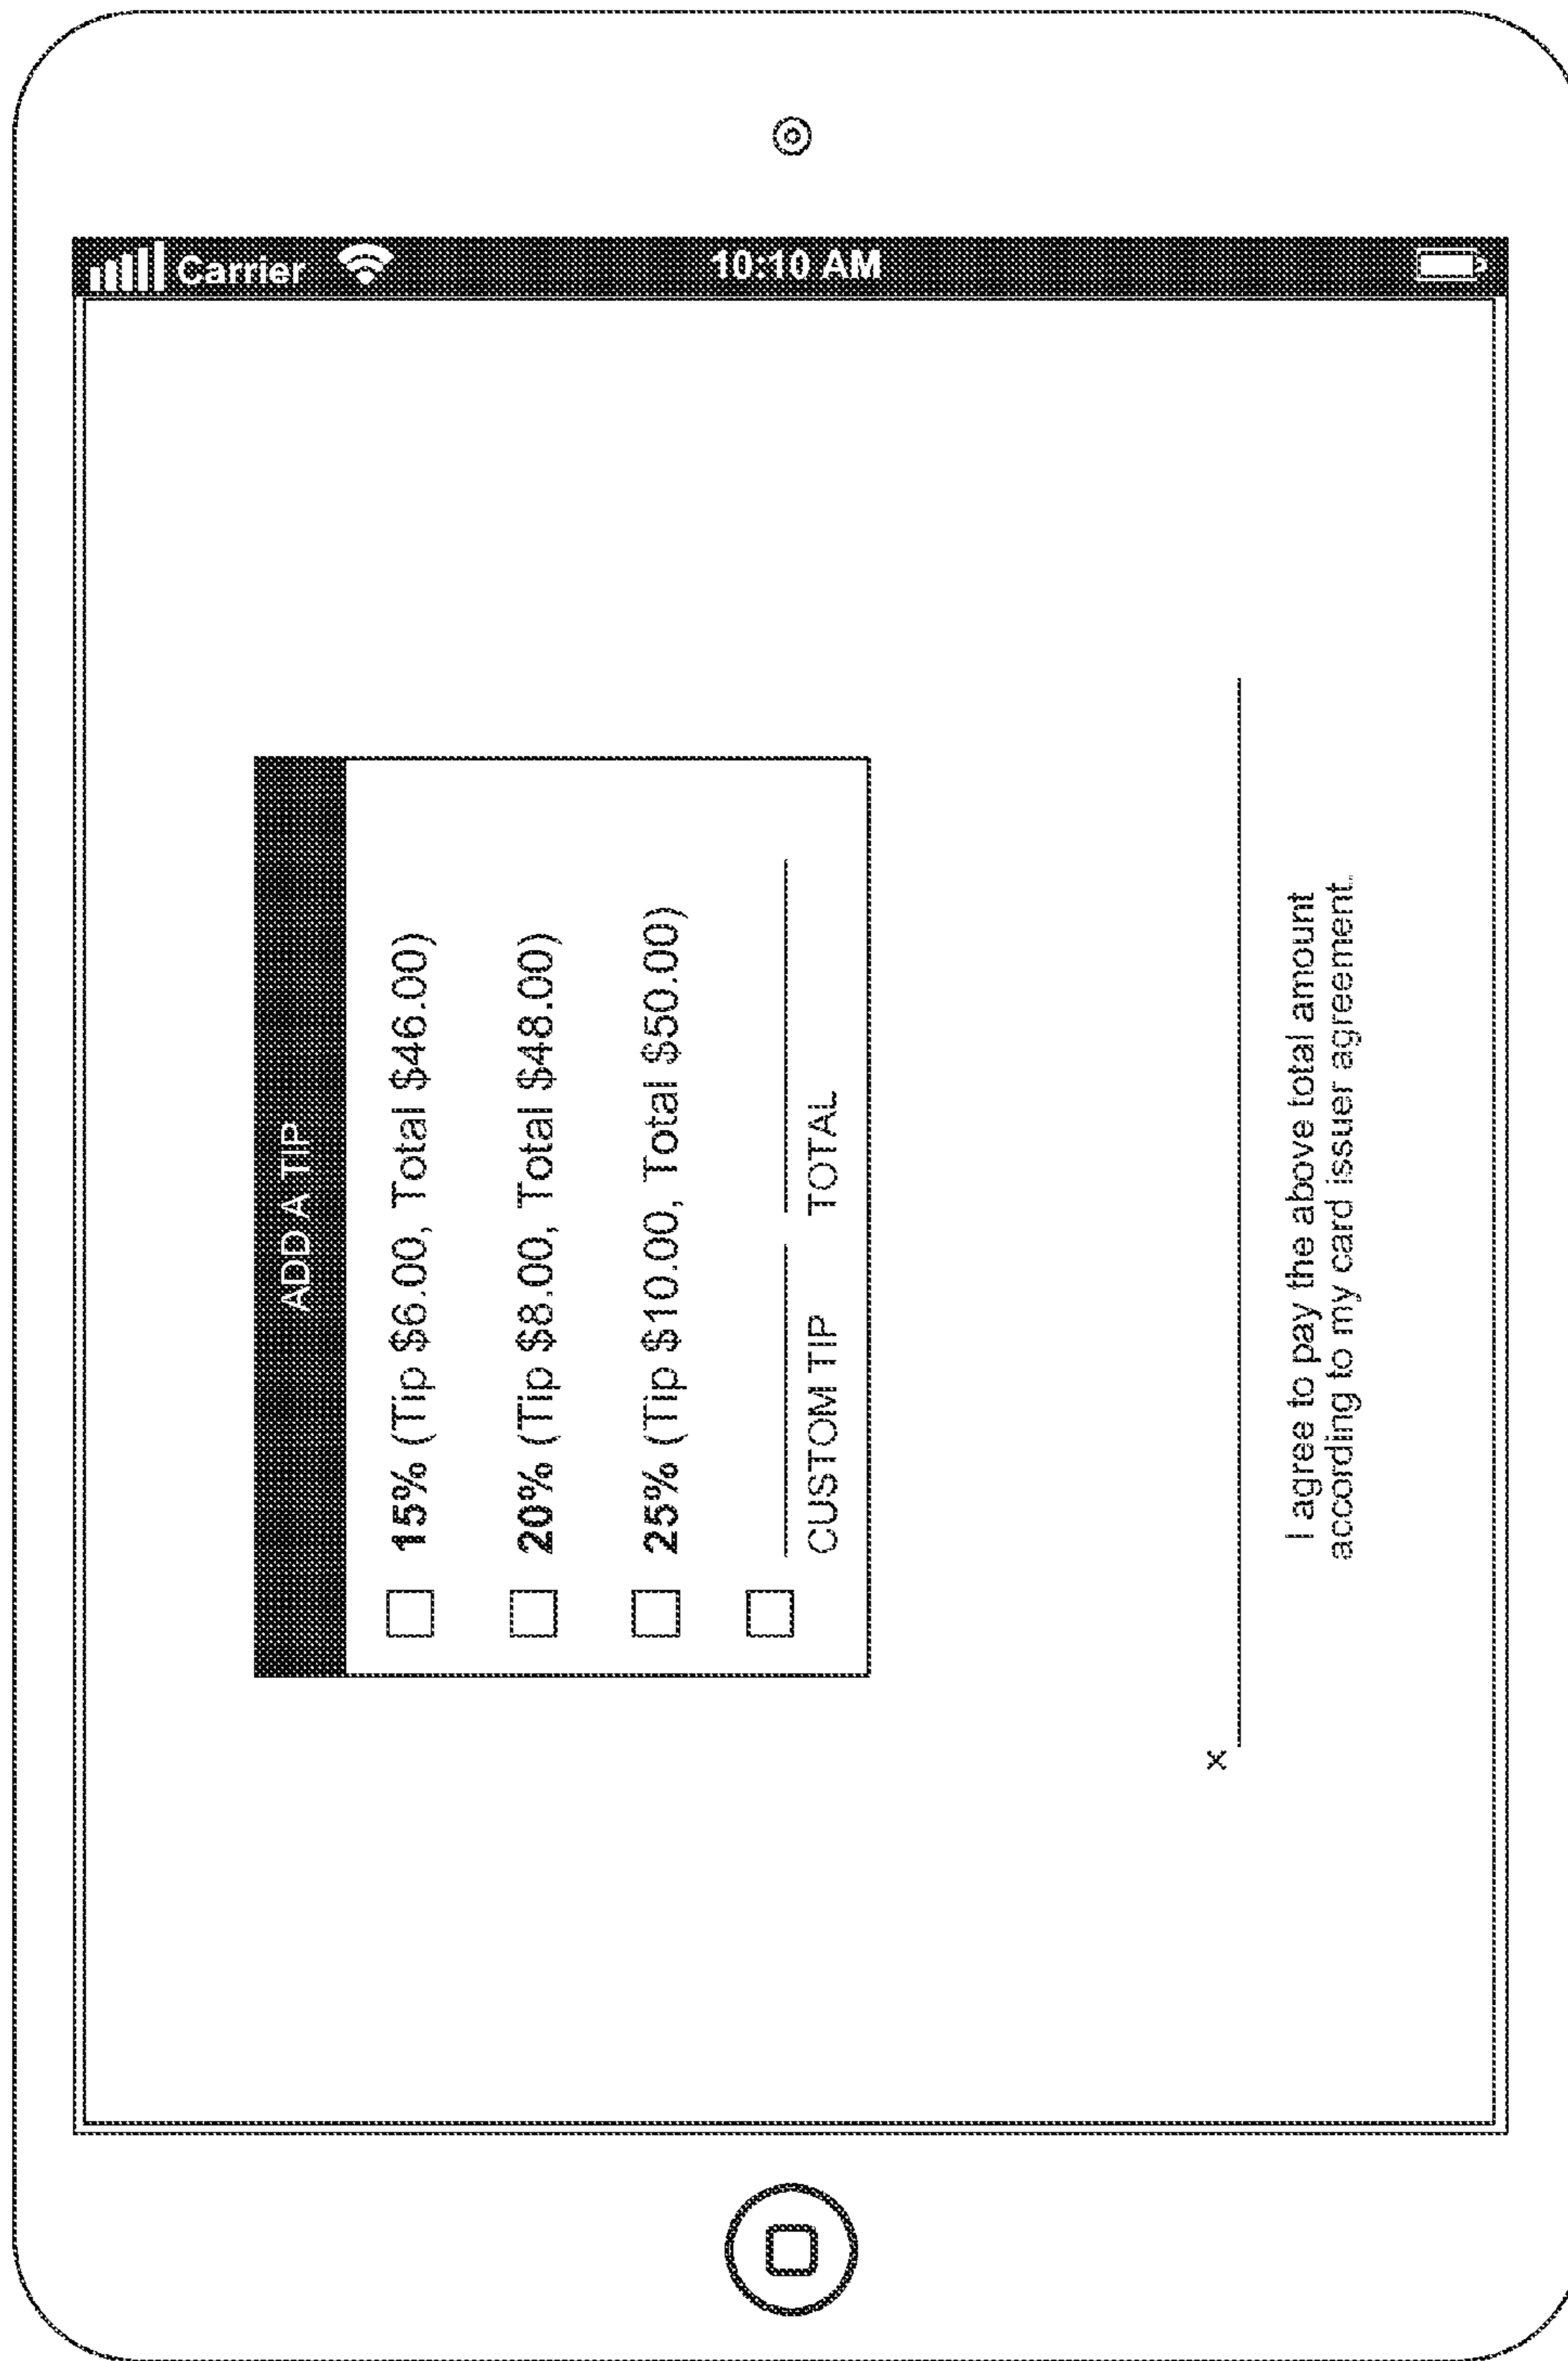 Carrier 10:10 AM
ADD A TIP
15% (Tip $6.00, Total $46.00)
20% (Tip $8.00, Total $48.00)
25% (Tip $10.00, Total $50.00)
CUSTOM TIP TOTAL
x
I agree to pay the above total amount
according to my card issuer agreement.